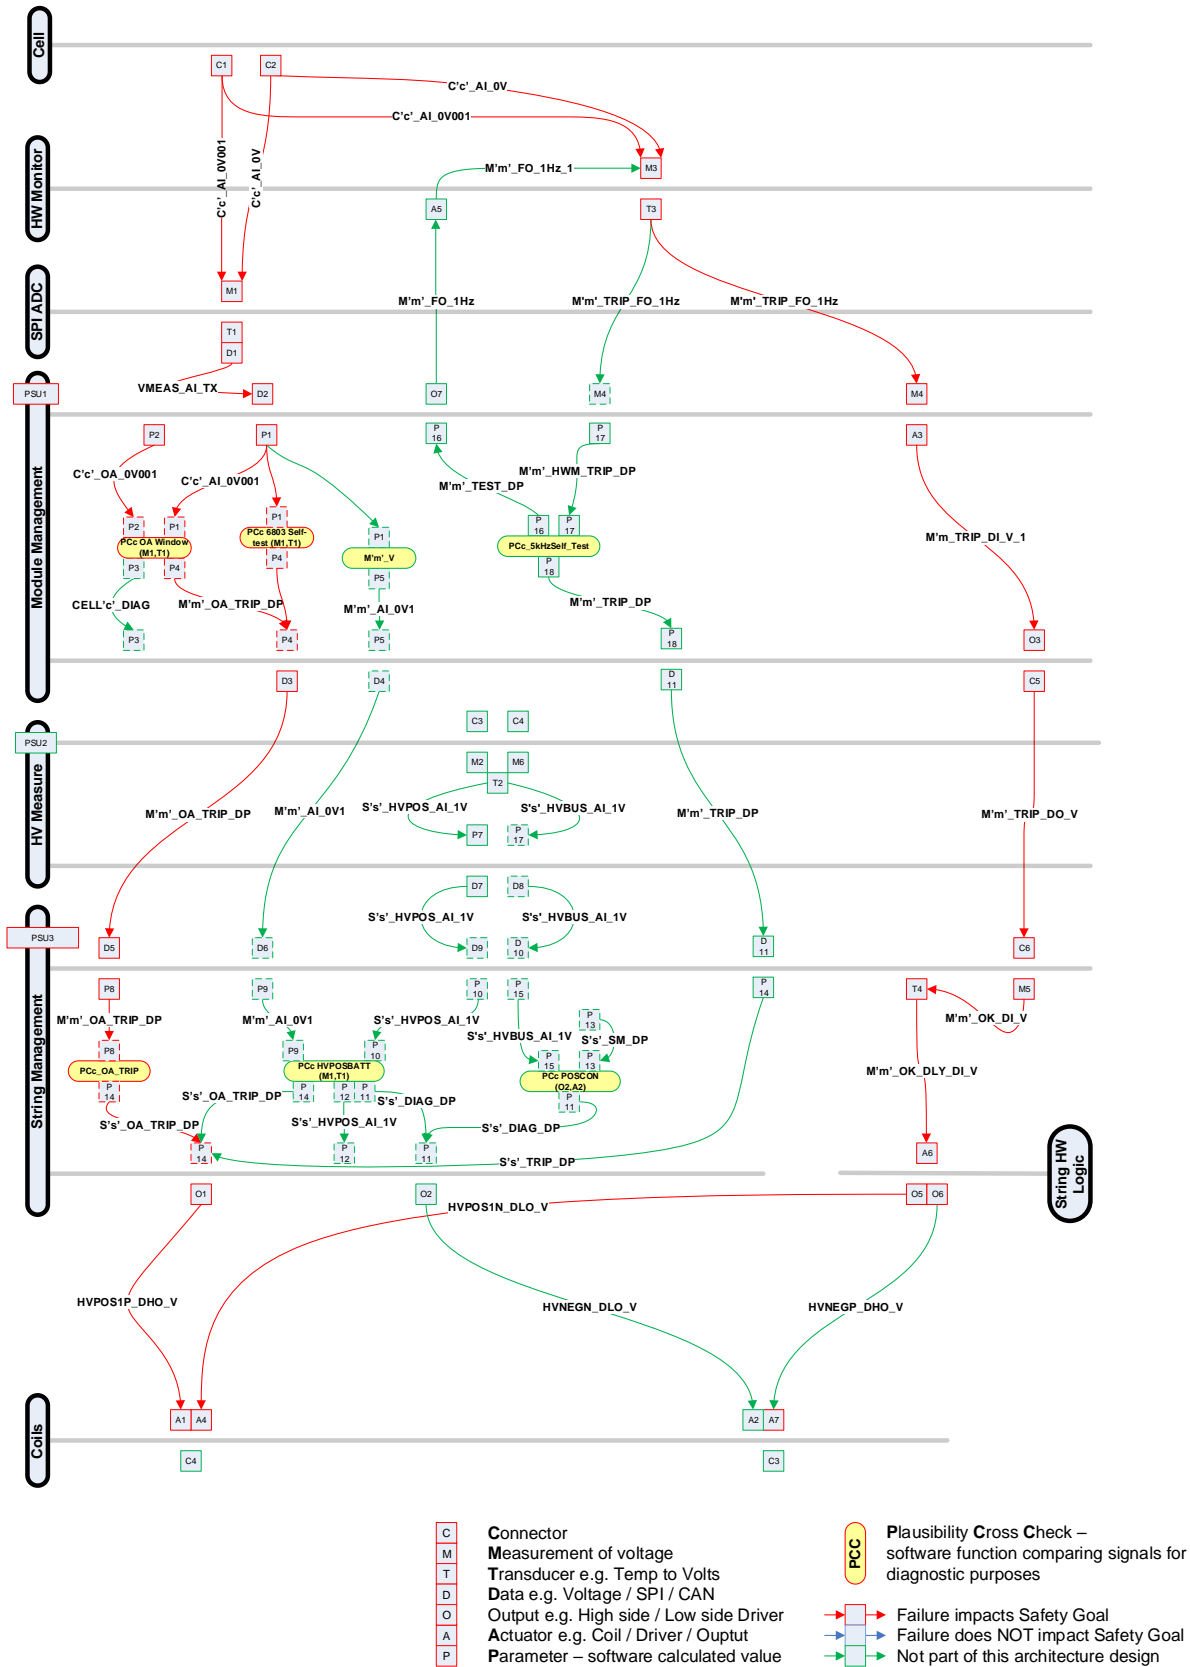 Cell
C1
C2
C'c'_AI_0V
C'c'_AI_0V001
C'c'_AI_0V001
C'c'_AI_0V
HW Monitor
M'm'_FO_1Hz_1
M3
A5
T3
SPI ADC
M1
M'm'_FO_1Hz
M'm'_TRIP_FO_1Hz
M'm'_TRIP_FO_1Hz
T1
D1
VMEAS_AI_TX
PSU1
D2
O7
M4
M4
Module Management
P2
P1
P
16
P
17
A3
C'c'_OA_0V001
C'c'_AI_0V001
M'm'_HWM_TRIP_DP
M'm'_TEST_DP
P2
P1
P1
P1
P
16
P
17
PCc OA Window
(M1,T1)
PCc 6803 Self-
test (M1,T1)
M'm'_V
PCc_5kHzSelf_Test
M'm_TRIP_DI_V_1
P3
P4
P4
P5
P
18
CELL'c'_DIAG
M'm'_OA_TRIP_DP
M'm'_AI_0V1
M'm'_TRIP_DP
P3
P4
P5
P
18
O3
D3
D4
D
11
C5
C3
C4
PSU2
HV Measure
M2
M6
T2
M'm'_OA_TRIP_DP
M'm'_AI_0V1
S's'_HVPOS_AI_1V
S's'_HVBUS_AI_1V
M'm'_TRIP_DP
M'm'_TRIP_DO_V
P7
P
17
D7
D8
S's'_HVPOS_AI_1V
S's'_HVBUS_AI_1V
PSU3
String Management
D5
D6
D9
D
10
D
11
C6
P8
P9
P
10
P
15
P
14
T4
M5
M'm'_OA_TRIP_DP
M'm'_AI_0V1
S's'_HVPOS_AI_1V
S's'_HVBUS_AI_1V
P
13
S's'_SM_DP
M'm'_OK_DI_V
P8
P9
P
10
P
15
P
13
PCc_OA_TRIP
PCc HVPOSBATT
(M1,T1)
PCc POSCON
(O2,A2)
M'm'_OK_DLY_DI_V
P
14
P
14
P
12
P
11
P
11
S's'_OA_TRIP_DP
S's'_OA_TRIP_DP
S's'_HVPOS_AI_1V
S's'_DIAG_DP
S's'_DIAG_DP
P
14
P
12
P
11
S's'_TRIP_DP
A6
String HW
Logic
O1
O2
O5
O6
HVPOS1N_DLO_V
HVPOS1P_DHO_V
HVNEGN_DLO_V
HVNEGP_DHO_V
Coils
A1
A4
A2
A7
C4
C3
C
Connector
M
Measurement of voltage
T
Transducer e.g. Temp to Volts
D
Data e.g. Voltage / SPI / CAN
O
Output e.g. High side / Low side Driver
A
Actuator e.g. Coil / Driver / Ouptut
P
Parameter – software calculated value
PCC
Plausibility Cross Check –
software function comparing signals for
diagnostic purposes
Failure impacts Safety Goal
Failure does NOT impact Safety Goal
Not part of this architecture design